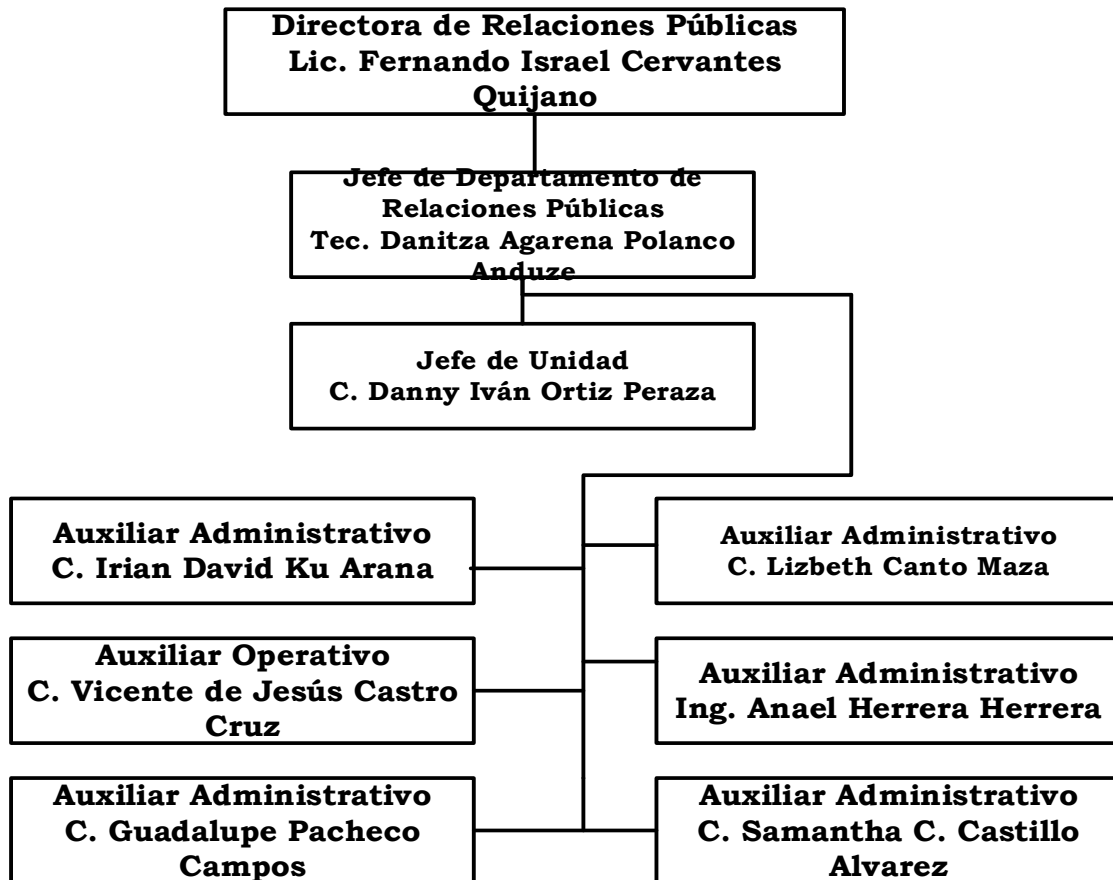 Directora de Relaciones Públicas
Lic. Fernando Israel Cervantes
Quijano
Jefe de Departamento de
Relaciones Públicas
Tec. Danitza Agarena Polanco
Anduze
Jefe de Unidad
C. Danny Iván Ortiz Peraza
Auxiliar Administrativo
C. Irian David Ku Arana
Auxiliar Administrativo
C. Lizbeth Canto Maza
Auxiliar Operativo
C. Vicente de Jesús Castro
Cruz
Auxiliar Administrativo
Ing. Anael Herrera Herrera
Auxiliar Administrativo
C. Guadalupe Pacheco
Campos
Auxiliar Administrativo
C. Samantha C. Castillo
Alvarez